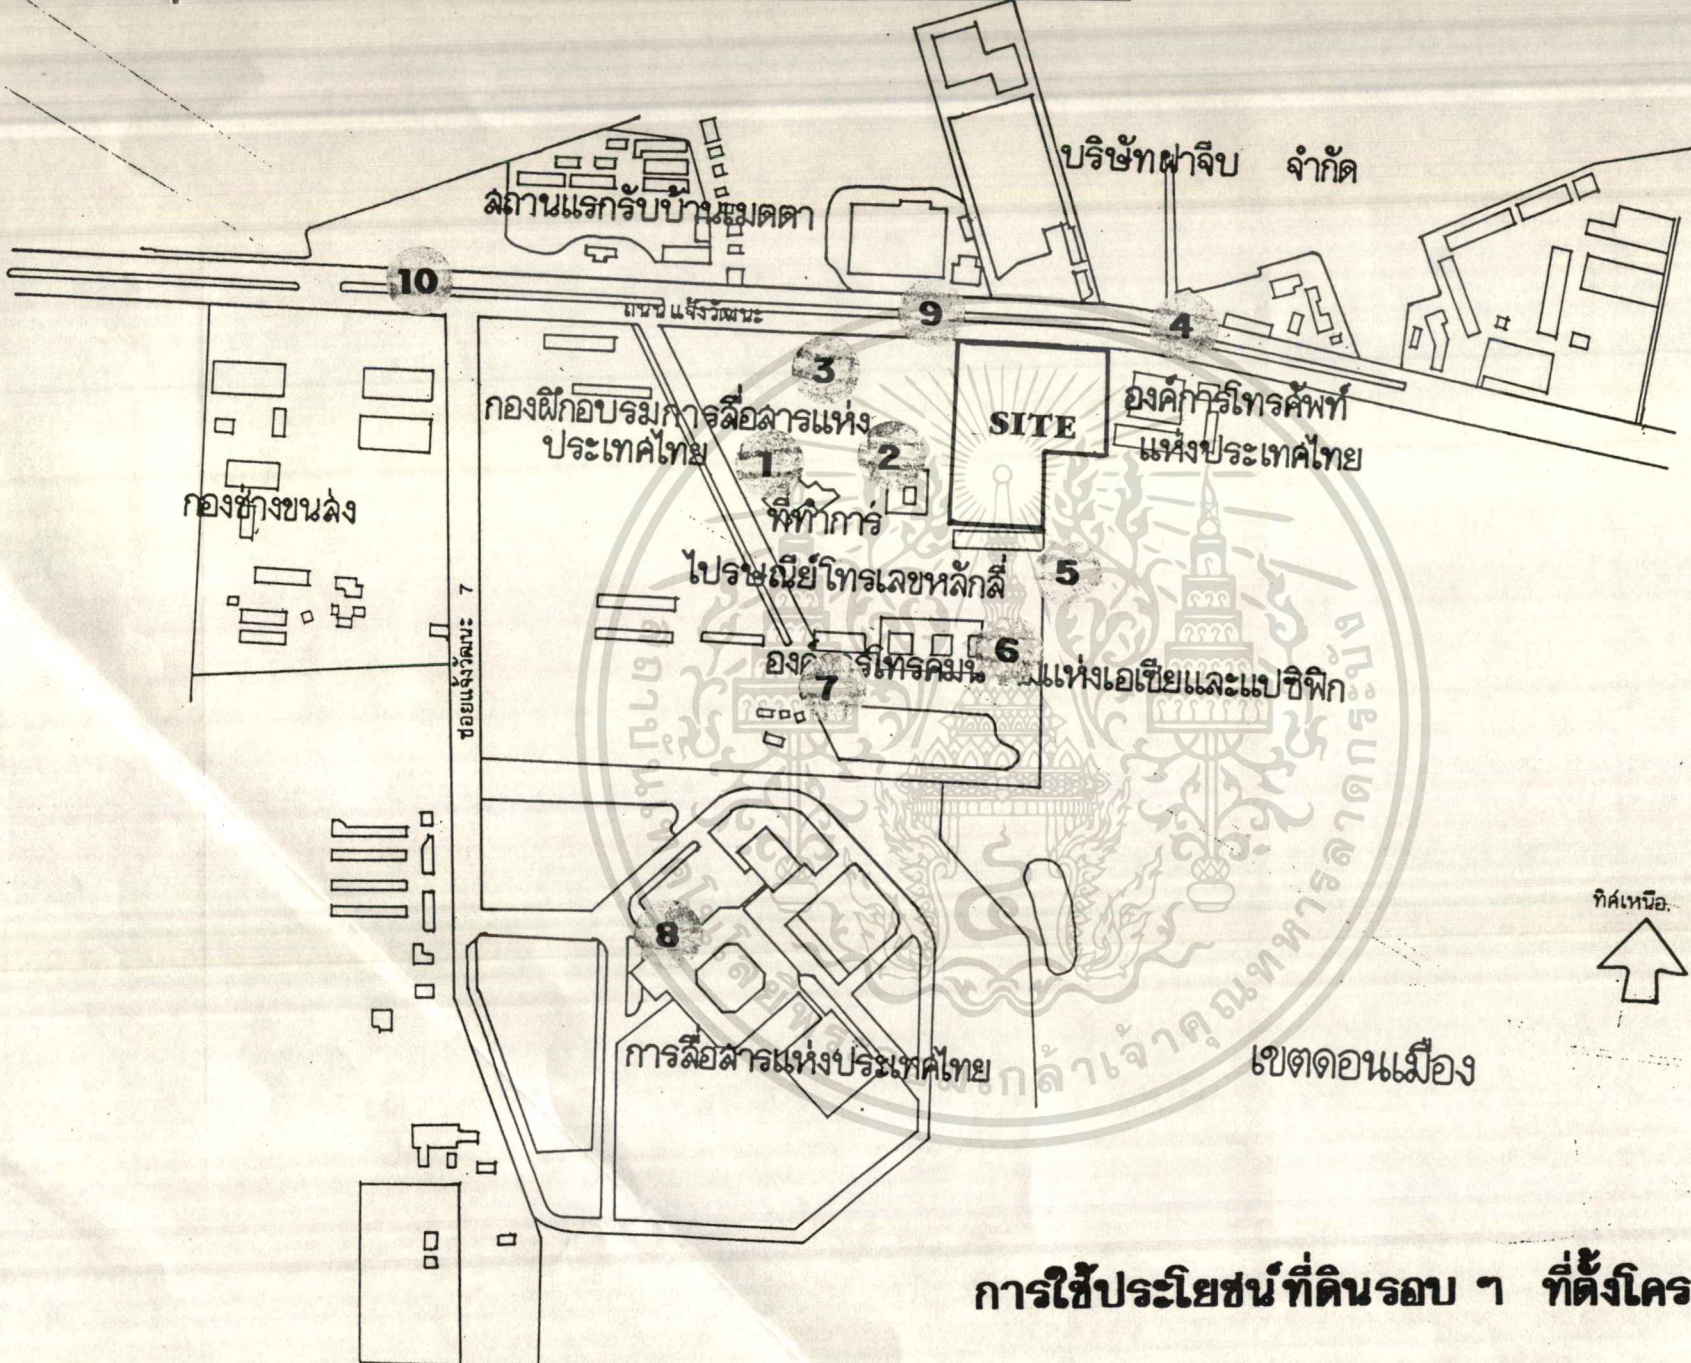 บริษัทฝาจีบ จำกัด
สถานแรกรับบ้านเมตตา
10
ถนนแจ้งวัฒนะ
9
4
3
กองฝึกอบรมการสื่อสารแห่ง
ประเทศไทย
SITE
องค์การโทรศัพท์
แห่งประเทศไทย
1
2
กองช่างขนส่ง
ที่ทำการ
ไปรษณีย์โทรเลขหลักสี่
5
ซอยแจ้งวัฒนะ 7
6
แห่งเอเซียและแปซิฟิก
7
8
ทิศเหนือ.
การสื่อสารแห่งประเทศไทย
เขตดอนเมือง
การใช้ประโยชน์ที่ดินรอบ ๆ ที่ตั้งโคร